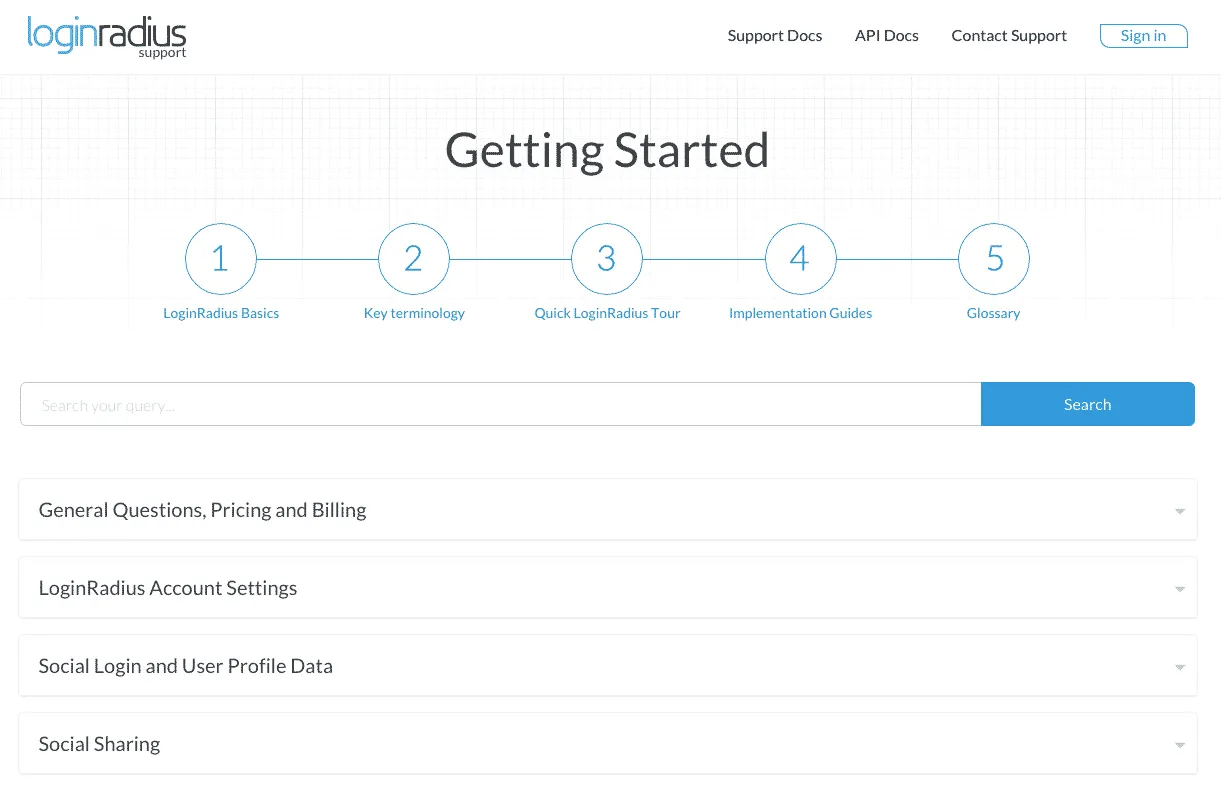 loginradius
support
Support Docs
API Docs
Contact Support
Sign in
Getting Started
1
2
3
4
5
LoginRadius Basics
Key terminology
Quick LoginRadius Tour
Implementation Guides
Glossary
Search your query...
Search
General Questions, Pricing and Billing
LoginRadius Account Settings
Social Login and User Profile Data
Social Sharing